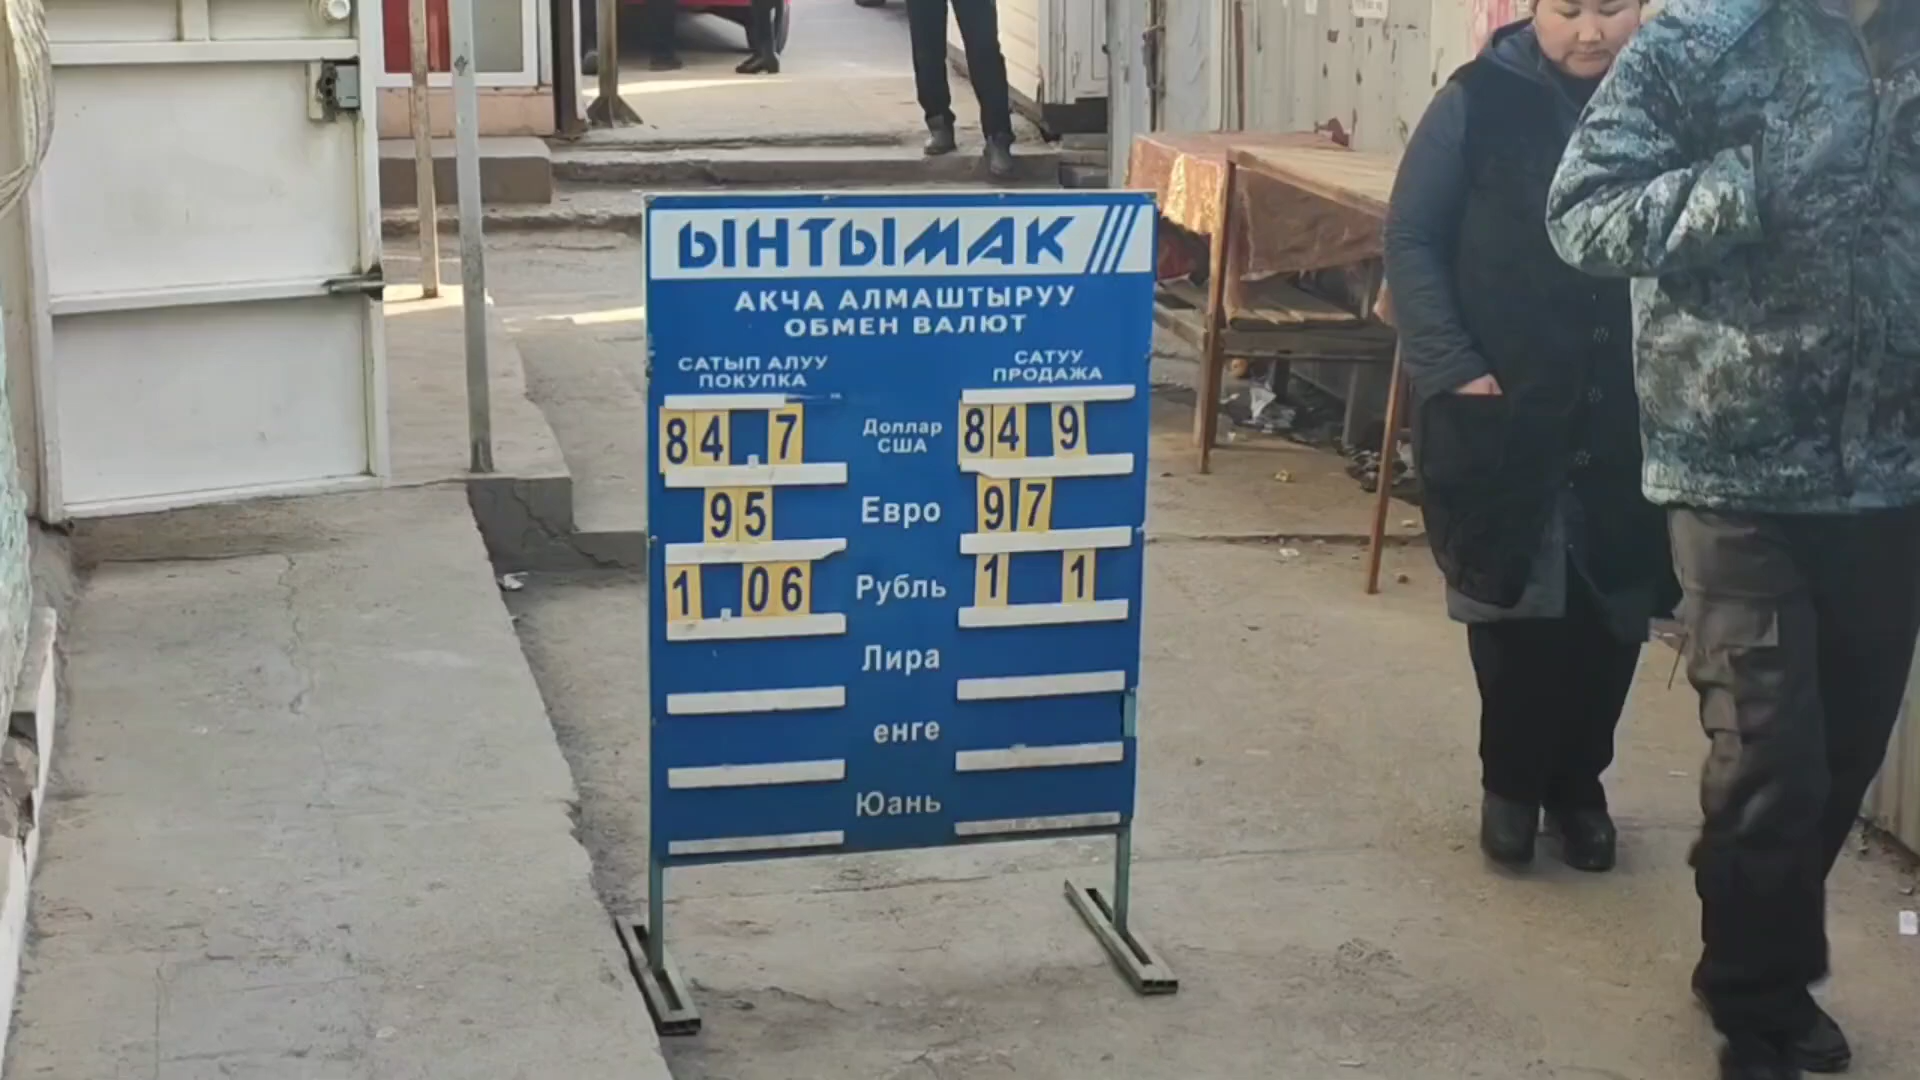 ЫНТЫМАК
АКЧА АЛМАШТЫРУУ
ОБМЕН ВАЛЮТ
САТЫП АЛУУ
ПОКУПКА
САТУУ
ПРОДАЖА
84.7 Доллар США 84 9
95 Евро 97
1.06 Рубль 1 1
Лира
енге
Юань